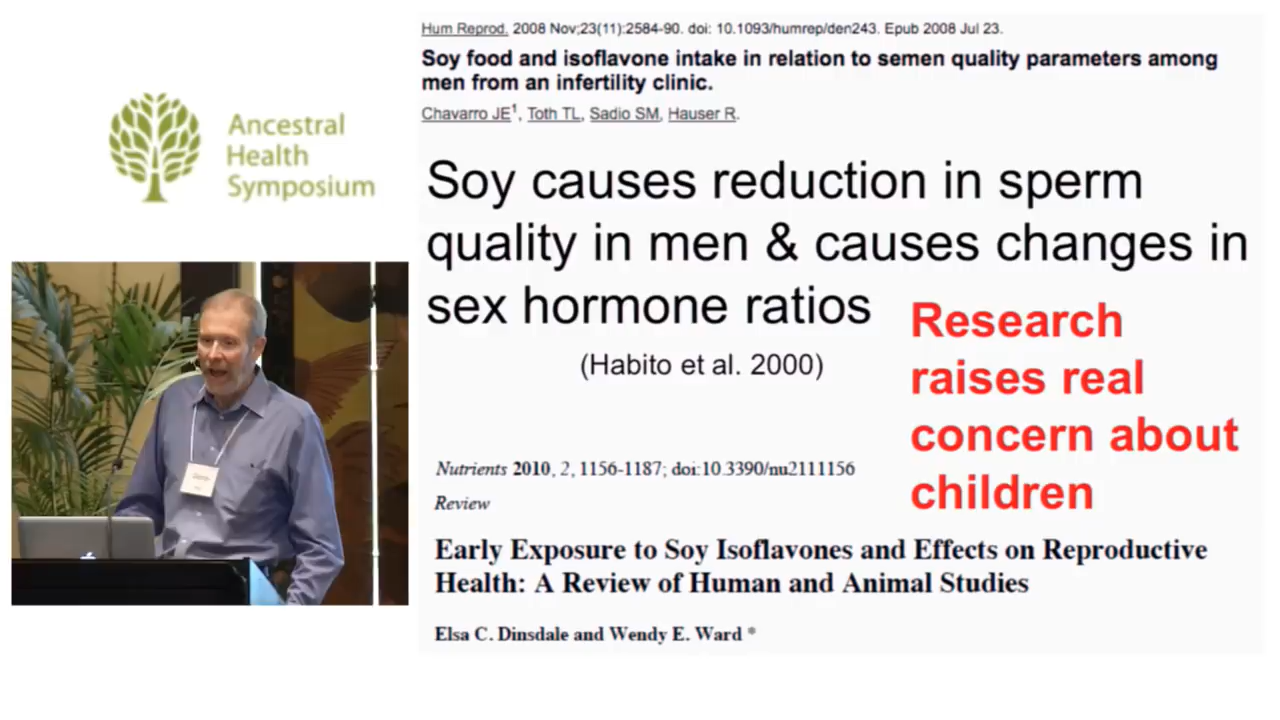 Ancestral
Health
Symposium
Hum Reprod. 2008 Nov;23(11):2584-90. doi: 10.1093/humrep/den243. Epub 2008 Jul 23.
Soy food and isoflavone intake in relation to semen quality parameters among
men from an infertility clinic.
Chavarro JE¹, Toth TL, Sadio SM, Hauser R.
Soy causes reduction in sperm
quality in men & causes changes in
sex hormone ratios
(Habito et al. 2000)
Research
raises real
concern about
children
Nutrients 2010, 2, 1156-1187; doi:10.3390/nu2111156
Review
Early Exposure to Soy Isoflavones and Effects on Reproductive
Health: A Review of Human and Animal Studies
Elsa C. Dinsdale and Wendy E. Ward *